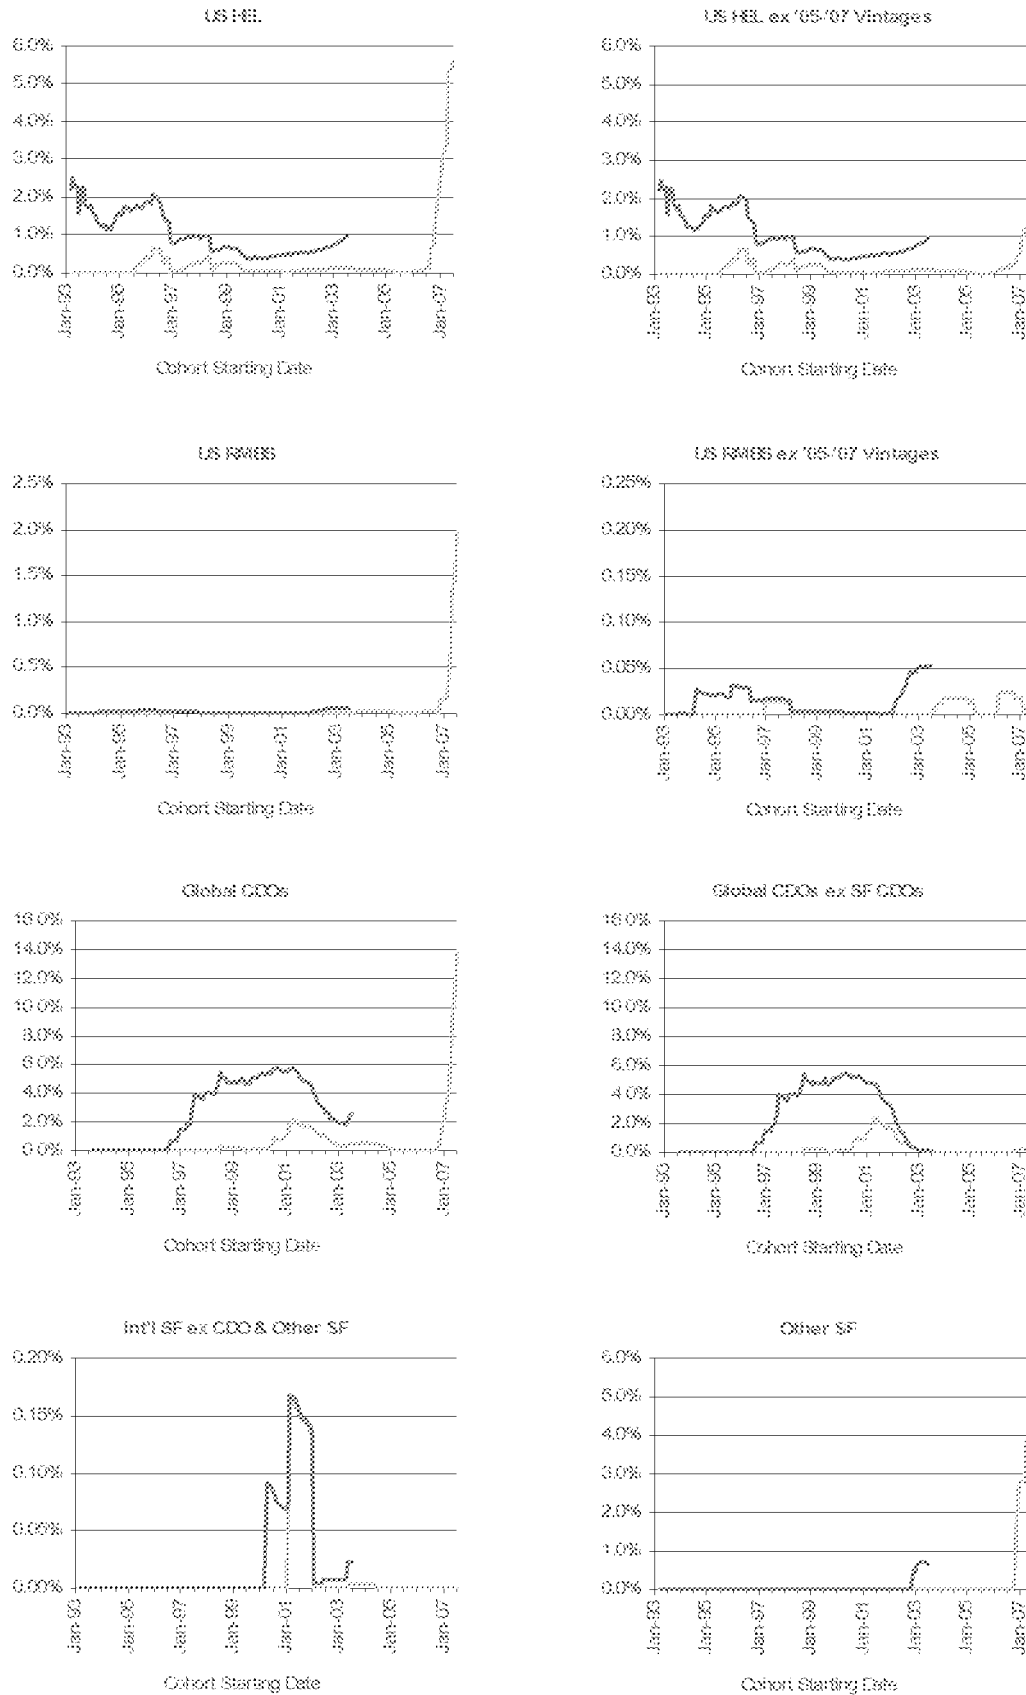 US HEL
US HEL ex '05-'07 Vintages
6.0%
5.0%
4.0%
3.0%
2.0%
1.0%
0.0%
Jan-93
Jan-95
Jan-97
Jan-99
Jan-01
Jan-03
Jan-05
Jan-07
Cohort Starting Date
6.0%
5.0%
4.0%
3.0%
2.0%
1.0%
0.0%
Jan-93
Jan-95
Jan-97
Jan-99
Jan-01
Jan-03
Jan-05
Jan-07
Cohort Starting Date
US RMBS
US RMBS ex '05-'07 Vintages
2.5%
2.0%
1.5%
1.0%
0.5%
0.0%
Jan-93
Jan-95
Jan-97
Jan-99
Jan-01
Jan-03
Jan-05
Jan-07
Cohort Starting Date
0.25%
0.20%
0.15%
0.10%
0.05%
0.00%
Jan-93
Jan-95
Jan-97
Jan-99
Jan-01
Jan-03
Jan-05
Jan-07
Cohort Starting Date
Global CDOs
Global CDOs ex SF CDOs
16.0%
14.0%
12.0%
10.0%
8.0%
6.0%
4.0%
2.0%
0.0%
Jan-93
Jan-95
Jan-97
Jan-99
Jan-01
Jan-03
Jan-05
Jan-07
Cohort Starting Date
16.0%
14.0%
12.0%
10.0%
8.0%
6.0%
4.0%
2.0%
0.0%
Jan-93
Jan-95
Jan-97
Jan-99
Jan-01
Jan-03
Jan-05
Jan-07
Cohort Starting Date
Int'l SF ex CDO & Other SF
Other SF
0.20%
0.15%
0.10%
0.05%
0.00%
Jan-93
Jan-95
Jan-97
Jan-99
Jan-01
Jan-03
Jan-05
Jan-07
Cohort Starting Date
6.0%
5.0%
4.0%
3.0%
2.0%
1.0%
0.0%
Jan-93
Jan-95
Jan-97
Jan-99
Jan-01
Jan-03
Jan-05
Jan-07
Cohort Starting Date